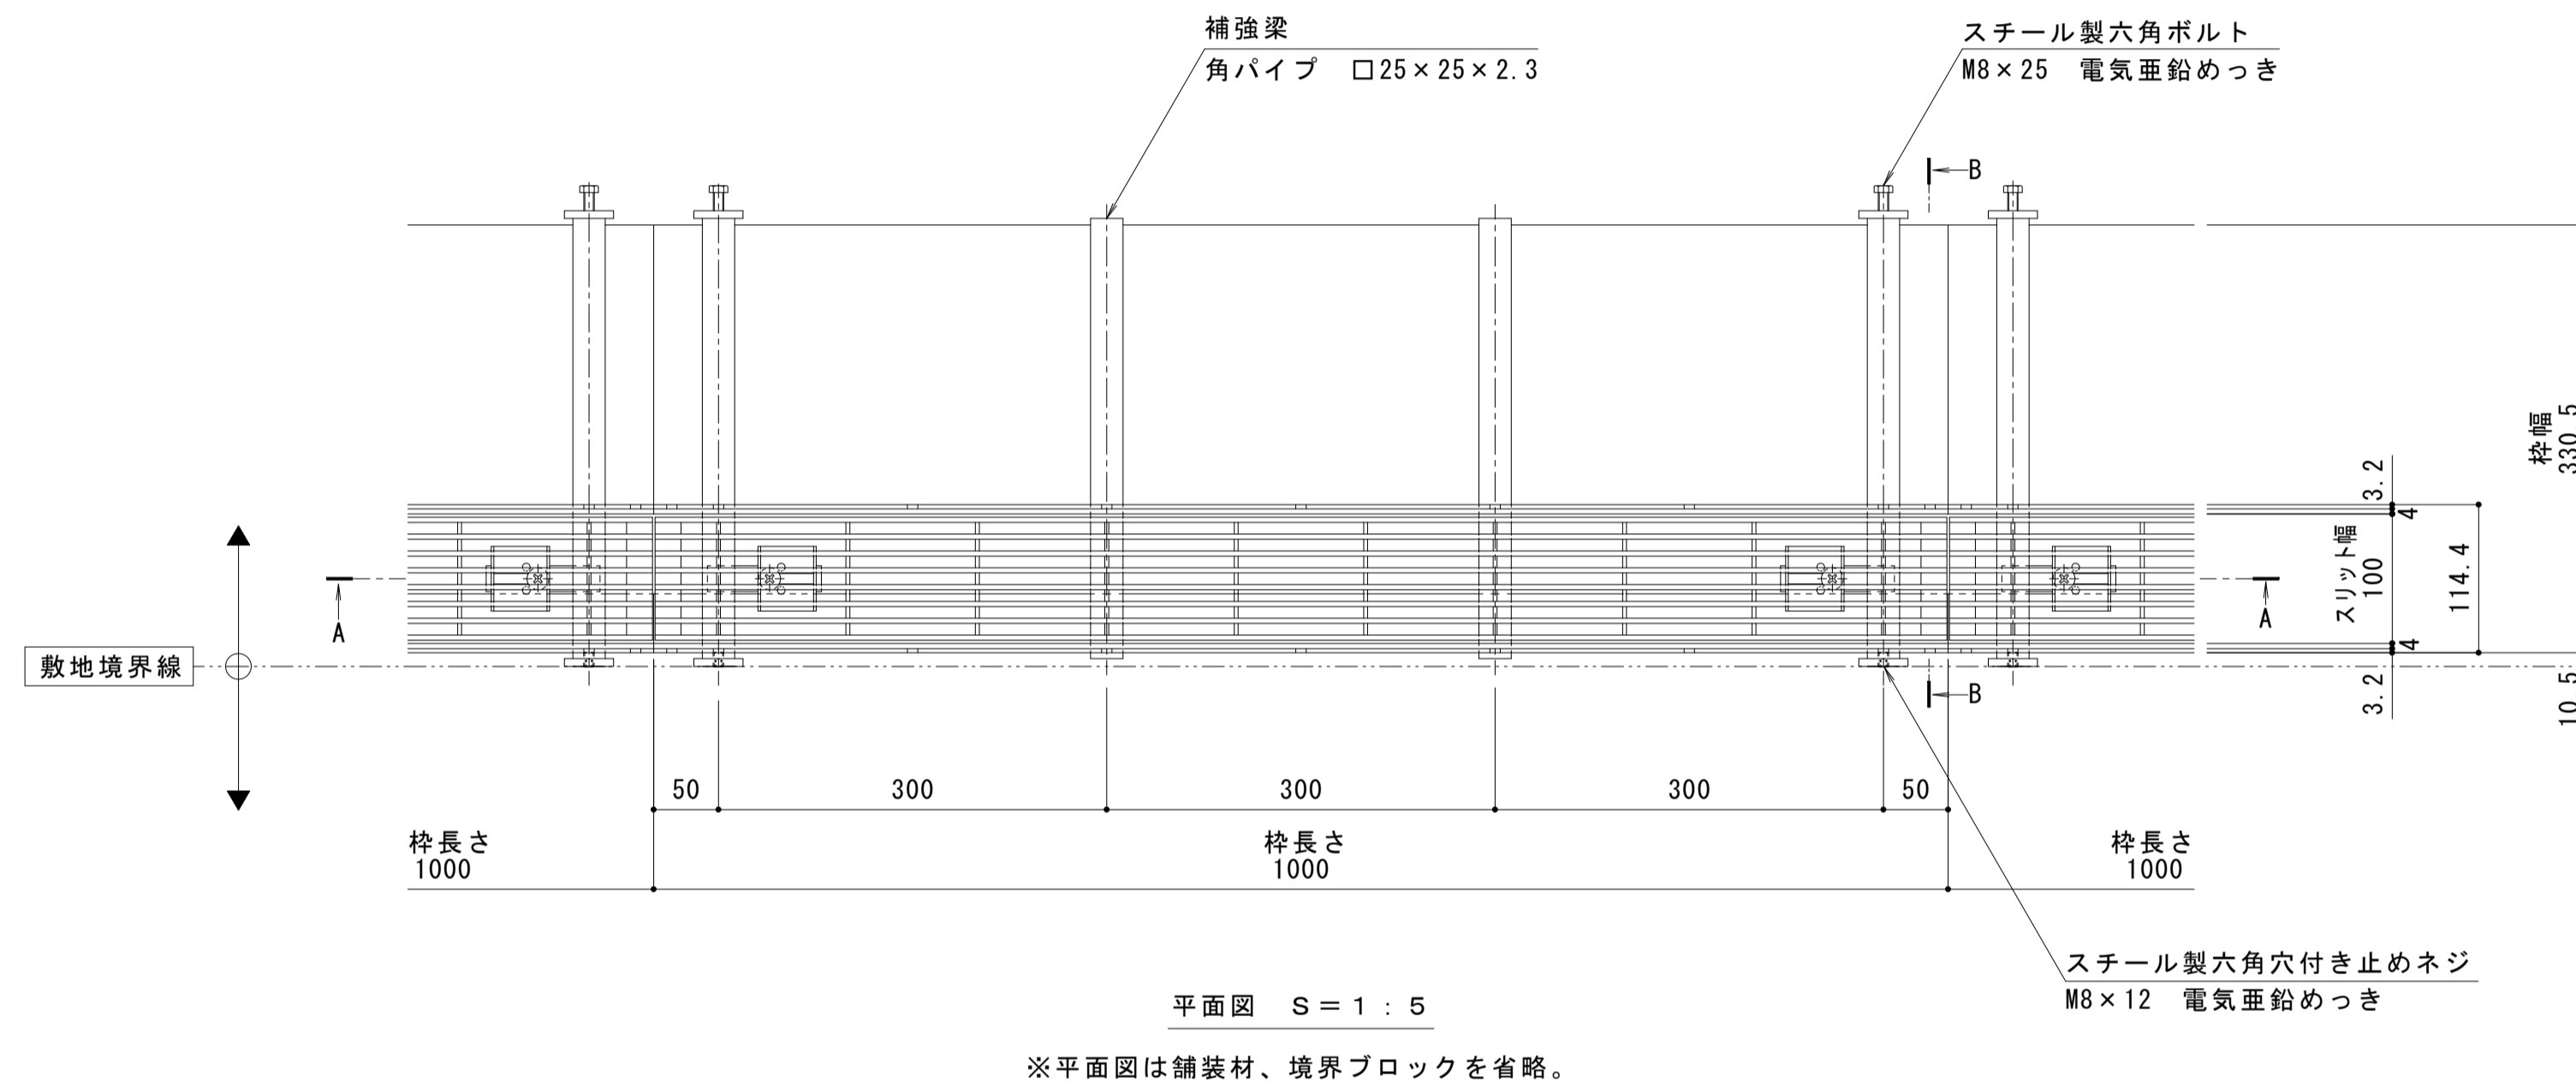 補強梁
角パイプ □25×25×2.3
スチール製六角ボルト
M8×25 電気亜鉛めっき
B
枠幅
330.5
3.2
4
スリット幅
100
114.4
4
3.2
10.5
A
A
敷地境界線
B
50
300
300
300
50
枠長さ
1000
枠長さ
1000
枠長さ
1000
スチール製六角穴付き止めネジ
M8×12 電気亜鉛めっき
平面図 S=1:5
※平面図は舗装材、境界ブロックを省略。